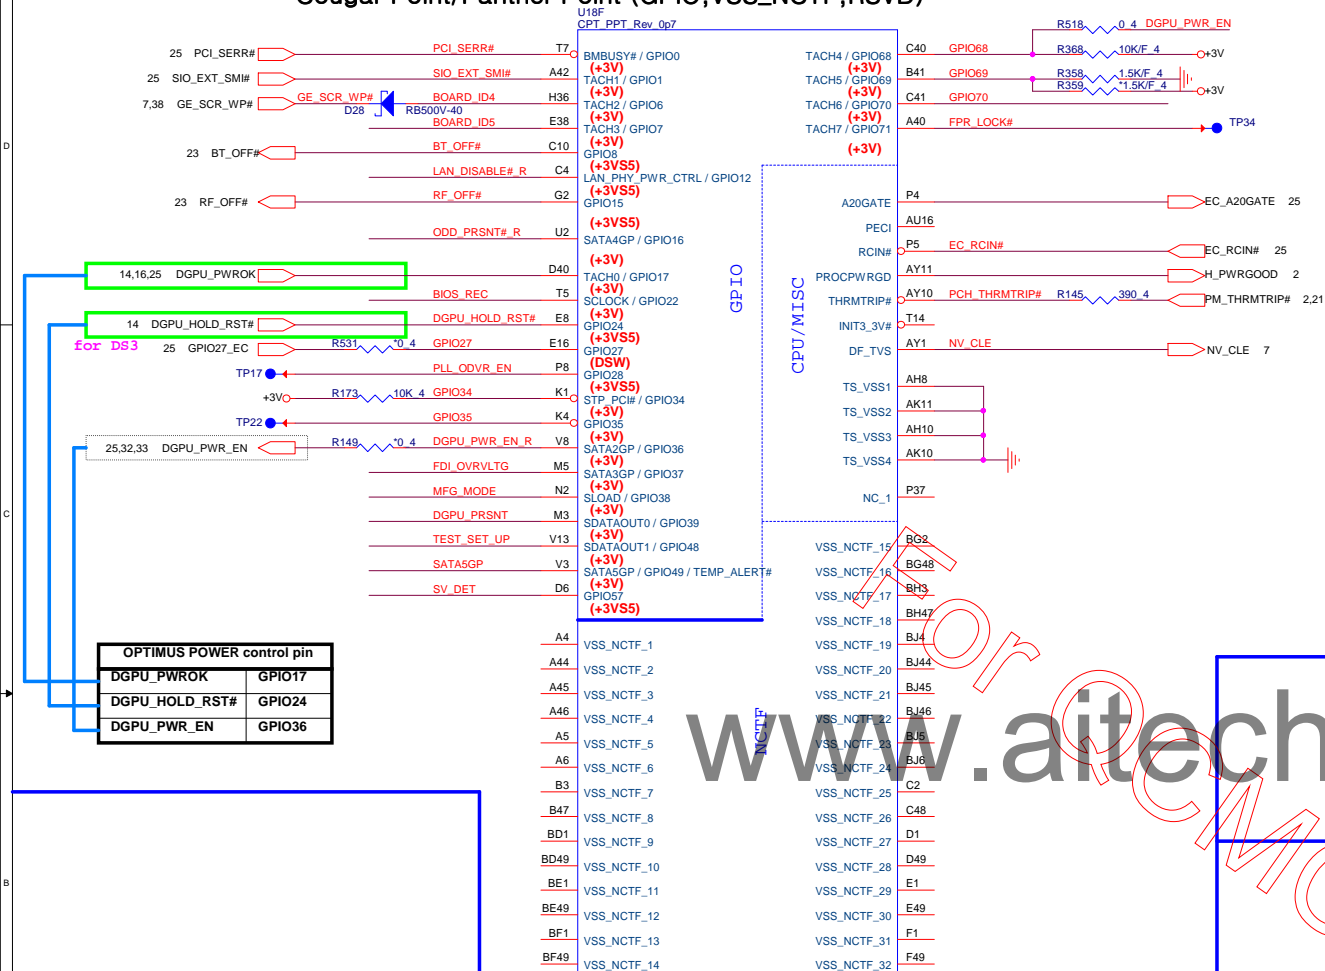 Cougar Point/Panther Point (GPIO,VSS_NCTF,RSVD)
U18F
CPT_PPT_Rev_0p7
25 PCI_SERR# PCI_SERR# T7 BMBUSY# / GPIO0
(+3V)
25 SIO_EXT_SMI# SIO_EXT_SMI# A42 TACH1 / GPIO1
(+3V)
7,38 GE_SCR_WP# GE_SCR_WP# D28 RB500V-40 BOARD_ID4 H36 TACH2 / GPIO6
(+3V)
BOARD_ID5 E38 TACH3 / GPIO7
(+3V)
23 BT_OFF# BT_OFF# C10 GPIO8
(+3VS5)
LAN_DISABLE#_R C4 LAN_PHY_PWR_CTRL / GPIO12
(+3VS5)
23 RF_OFF# RF_OFF# G2 GPIO15
(+3VS5)
ODD_PRSNT#_R U2 SATA4GP / GPIO16
(+3V)
14,16,25 DGPU_PWROK D40 TACH0 / GPIO17
(+3V)
BIOS_REC T5 SCLOCK / GPIO22
(+3V)
14 DGPU_HOLD_RST# DGPU_HOLD_RST# E8 GPIO24
(+3VS5)
for DS3
25 GPIO27_EC R531 *0_4 GPIO27 E16 GPIO27
(DSW)
TP17 PLL_ODVR_EN P8 GPIO28
(+3VS5)
+3V R173 10K_4 GPIO34 K1 STP_PCI# / GPIO34
(+3V)
TP22 GPIO35 K4 GPIO35
(+3V)
25,32,33 DGPU_PWR_EN R149 *0_4 DGPU_PWR_EN_R V8 SATA2GP / GPIO36
(+3V)
FDI_OVRVLTG M5 SATA3GP / GPIO37
(+3V)
MFG_MODE N2 SLOAD / GPIO38
(+3V)
DGPU_PRSNT M3 SDATAOUT0 / GPIO39
(+3V)
TEST_SET_UP V13 SDATAOUT1 / GPIO48
(+3V)
SATA5GP V3 SATA5GP / GPIO49 / TEMP_ALERT#
(+3V)
SV_DET D6 GPIO57
(+3VS5)
GPIO
CPU/MISC
NCTF
R518 0_4 DGPU_PWR_EN
TACH4 / GPIO68 C40 GPIO68 R368 10K/F_4 +3V
(+3V)
TACH5 / GPIO69 B41 GPIO69 R358 1.5K/F_4
R359 *1.5K/F_4 +3V
(+3V)
TACH6 / GPIO70 C41 GPIO70
(+3V)
TACH7 / GPIO71 A40 FPR_LOCK# TP34
(+3V)
A20GATE P4 EC_A20GATE 25
PECI AU16
RCIN# P5 EC_RCIN# EC_RCIN# 25
PROCPWRGD AY11 H_PWRGOOD 2
THRMTRIP# AY10 PCH_THRMTRIP# R145 390_4 PM_THRMTRIP# 2,21
INIT3_3V# T14
DF_TVS AY1 NV_CLE NV_CLE 7
TS_VSS1 AH8
TS_VSS2 AK11
TS_VSS3 AH10
TS_VSS4 AK10
NC_1 P37
VSS_NCTF_15 BG2
VSS_NCTF_16 BG48
VSS_NCTF_17 BH3
VSS_NCTF_18 BH47
VSS_NCTF_19 BJ4
VSS_NCTF_20 BJ44
VSS_NCTF_21 BJ45
VSS_NCTF_22 BJ46
VSS_NCTF_23 BJ5
VSS_NCTF_24 BJ6
VSS_NCTF_25 C2
VSS_NCTF_26 C48
VSS_NCTF_27 D1
VSS_NCTF_28 D49
VSS_NCTF_29 E1
VSS_NCTF_30 E49
VSS_NCTF_31 F1
VSS_NCTF_32 F49
A4 VSS_NCTF_1
A44 VSS_NCTF_2
A45 VSS_NCTF_3
A46 VSS_NCTF_4
A5 VSS_NCTF_5
A6 VSS_NCTF_6
B3 VSS_NCTF_7
B47 VSS_NCTF_8
BD1 VSS_NCTF_9
BD49 VSS_NCTF_10
BE1 VSS_NCTF_11
BE49 VSS_NCTF_12
BF1 VSS_NCTF_13
BF49 VSS_NCTF_14
OPTIMUS POWER control pin
DGPU_PWROK GPIO17
DGPU_HOLD_RST# GPIO24
DGPU_PWR_EN GPIO36
D
C
B
www.aitech
For QCMC